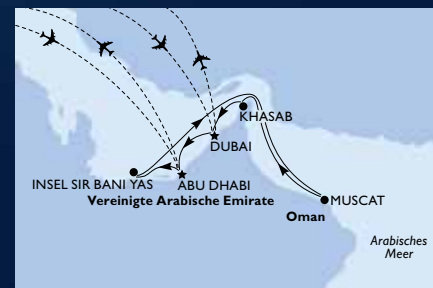 KHASAB
DUBAI
INSEL SIR BANI YAS
ABU DHABI
Vereinigte Arabische Emirate
MUSCAT
Oman
Arabisches
Meer